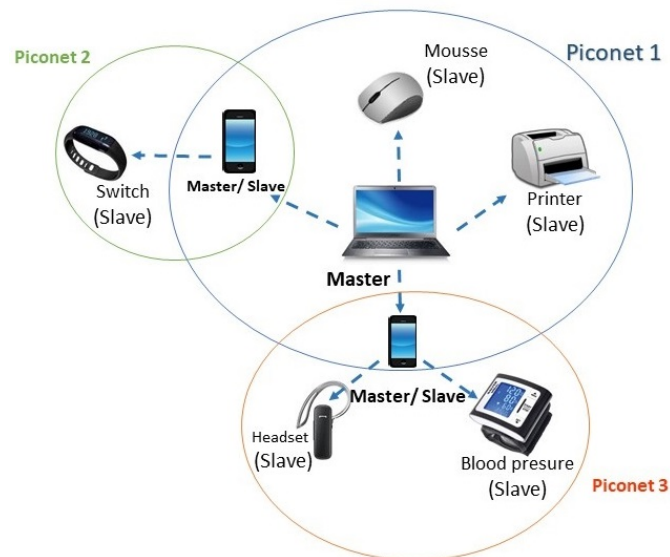 Piconet 2
Mousse
(Slave)
Piconet 1
Switch
(Slave)
Master/ Slave
Printer
(Slave)
Master
Master/ Slave
Headset
(Slave)
Blood presure
(Slave)
Piconet 3